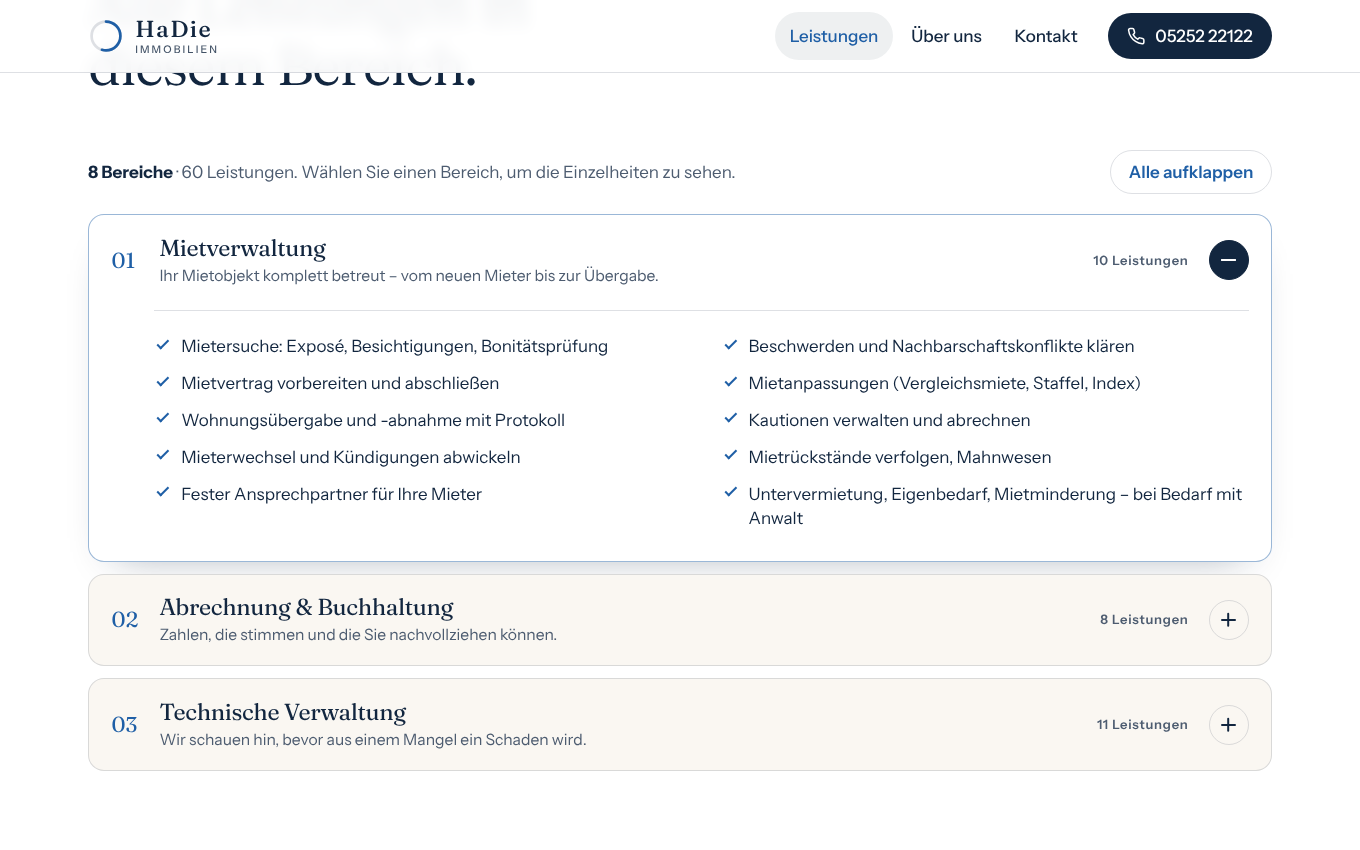 HaDie
IMMOBILIEN
Leistungen
Über uns
Kontakt
05252 22122
diesem Bereich.
8 Bereiche · 60 Leistungen. Wählen Sie einen Bereich, um die Einzelheiten zu sehen.
Alle aufklappen
01
Mietverwaltung
Ihr Mietobjekt komplett betreut – vom neuen Mieter bis zur Übergabe.
10 Leistungen
Mietersuche: Exposé, Besichtigungen, Bonitätsprüfung
Mietvertrag vorbereiten und abschließen
Wohnungsübergabe und -abnahme mit Protokoll
Mieterwechsel und Kündigungen abwickeln
Fester Ansprechpartner für Ihre Mieter
Beschwerden und Nachbarschaftskonflikte klären
Mietanpassungen (Vergleichsmiete, Staffel, Index)
Kautionen verwalten und abrechnen
Mietrückstände verfolgen, Mahnwesen
Untervermietung, Eigenbedarf, Mietminderung – bei Bedarf mit
Anwalt
02
Abrechnung & Buchhaltung
Zahlen, die stimmen und die Sie nachvollziehen können.
8 Leistungen
03
Technische Verwaltung
Wir schauen hin, bevor aus einem Mangel ein Schaden wird.
11 Leistungen